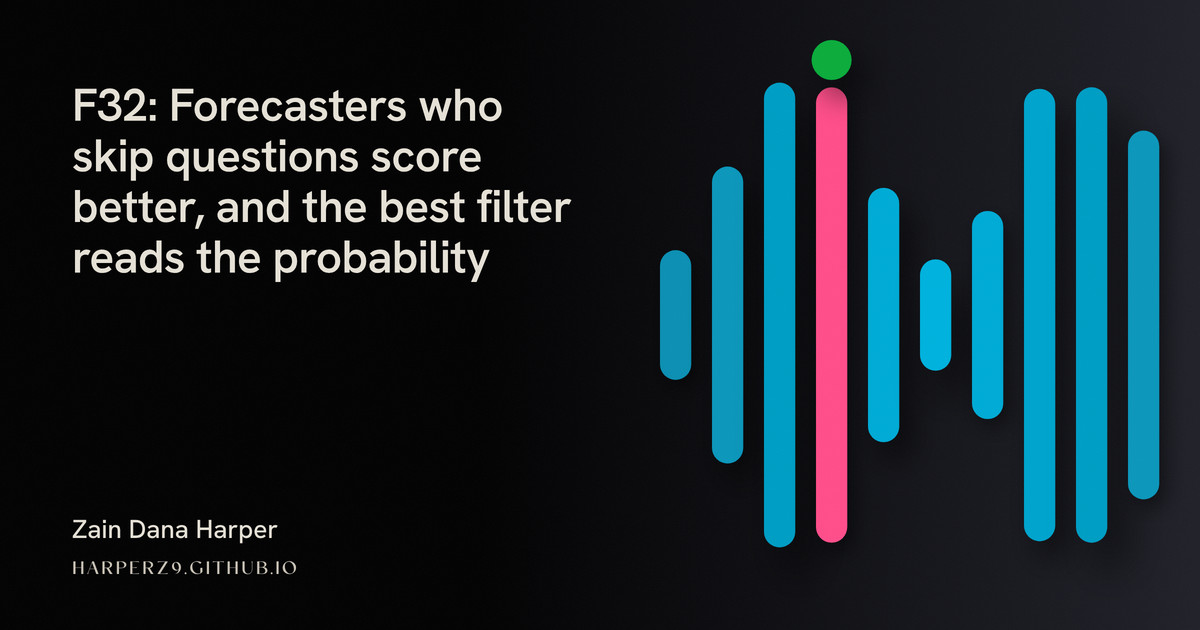 F32: Forecasters who
skip questions score
better, and the best filter
reads the probability
Zain Dana Harper
HARPERZ9.GITHUB.IO